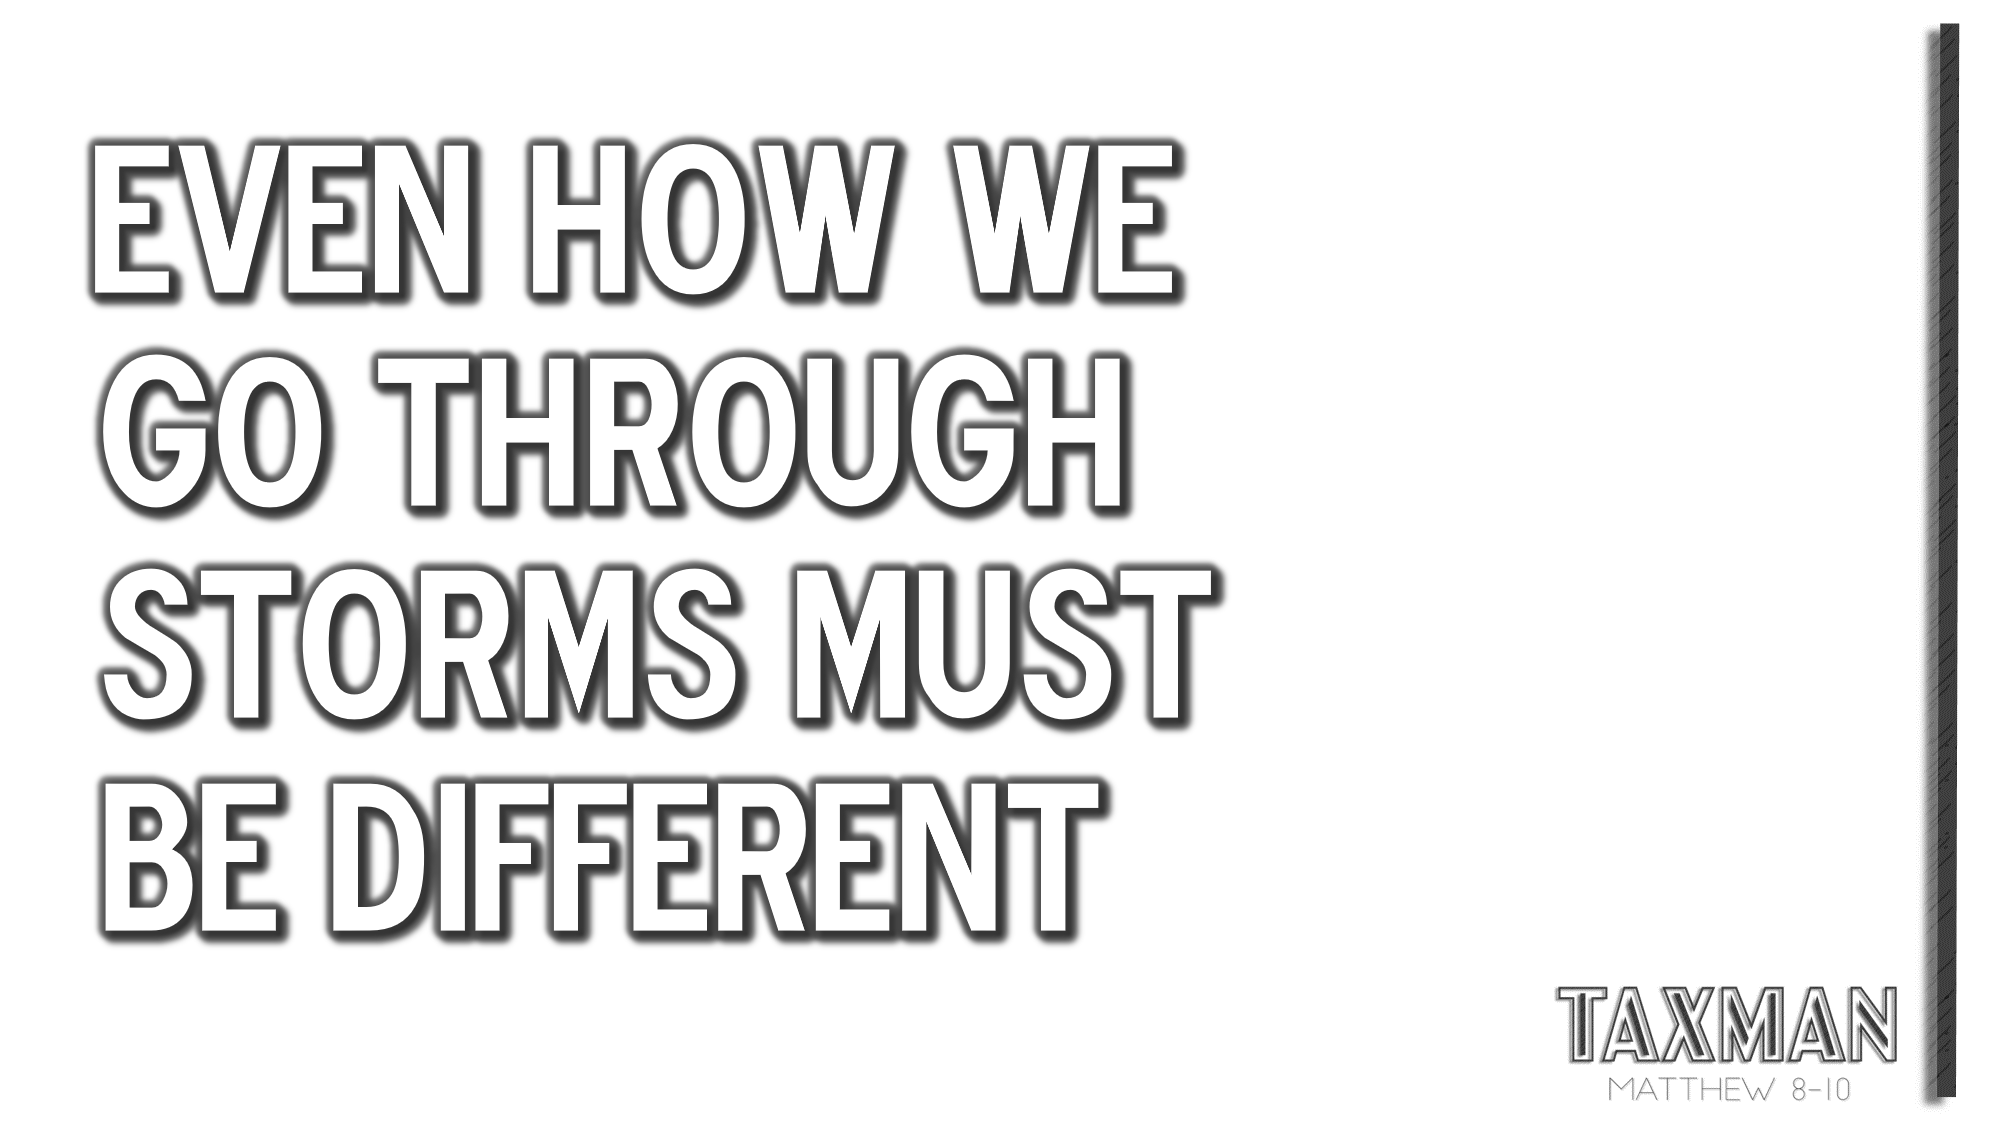 EVEN HOW WE
GO THROUGH
STORMS MUST
BE DIFFERENT
TAXMAN
MATTHEW 8-10